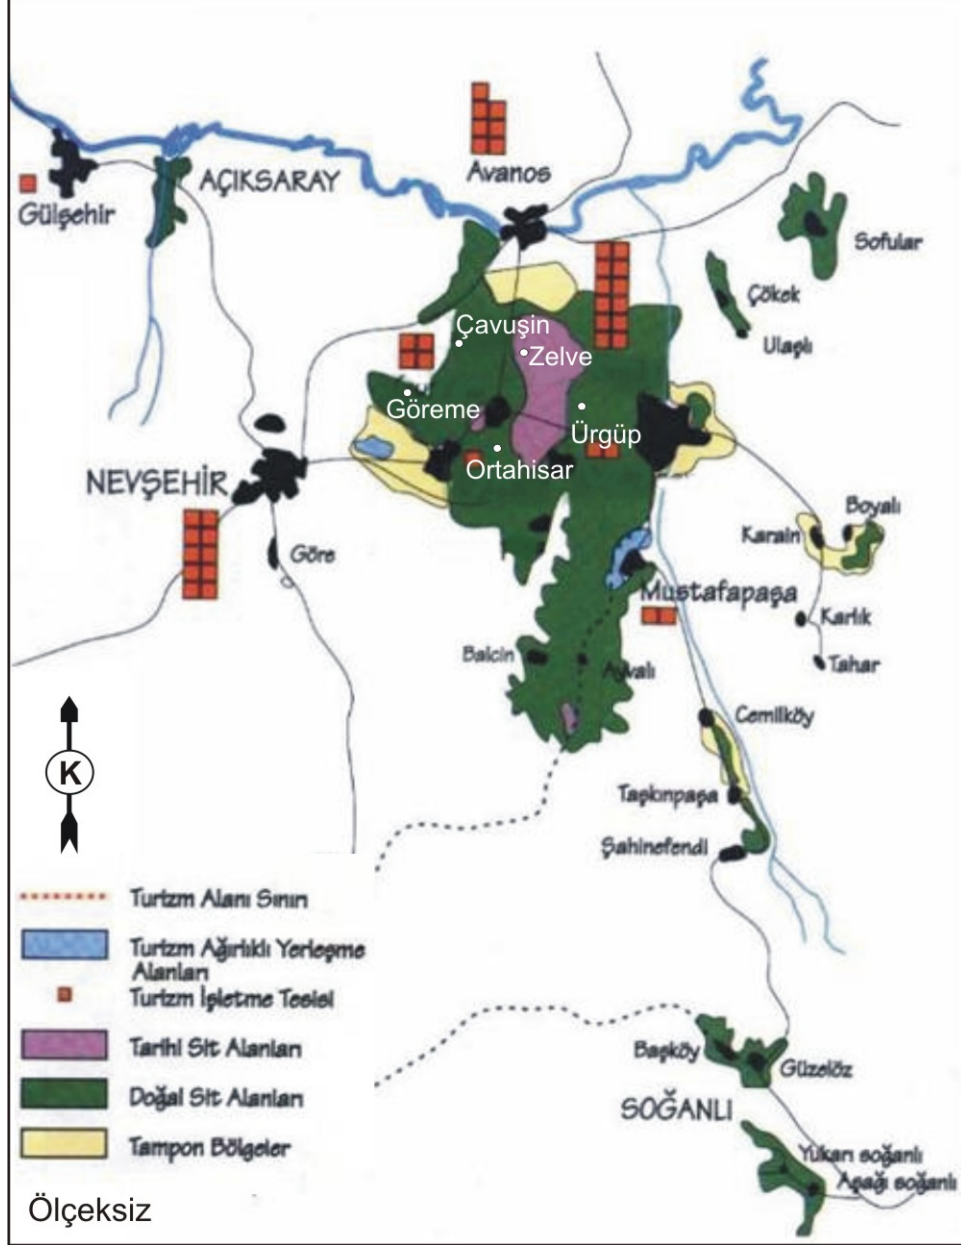 Avanos
AÇIKSARAY
Gülşehir
Sofular
Çökek
Ulaşlı
Çavuşin
Zelve
Göreme
Ürgüp
Ortahisar
NEVŞEHİR
Göre
Boyalı
Karain
Mustafapaşa
Karlık
Balcin
Ayvalı
Tahar
Cemilköy
Taşkınpaşa
Şahinefendi
K
Turizm Alanı Sınırı
Turizm Ağırlıklı Yerleşme
Alanları
Turizm İşletme Tesisi
Tarihi Sit Alanları
Doğal Sit Alanları
Tampon Bölgeler
Başköy
Güzelöz
SOĞANLI
Yukarı soğanlı
Aşağı soğanlı
Ölçeksiz